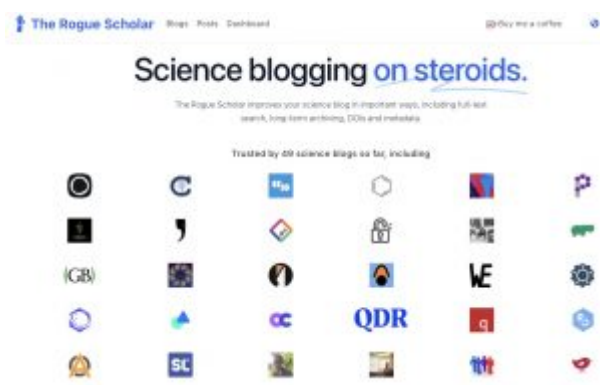 The Rogue Scholar Blogs Posts Dashboard Buy me a coffee
Science blogging on steroids.
The Rogue Scholar improves your science blog in important ways, including full-text
search, long-term archiving, DOIs and metadata.
Trusted by 49 science blogs so far, including
(GB)
WE
OC
QDR
q
SL